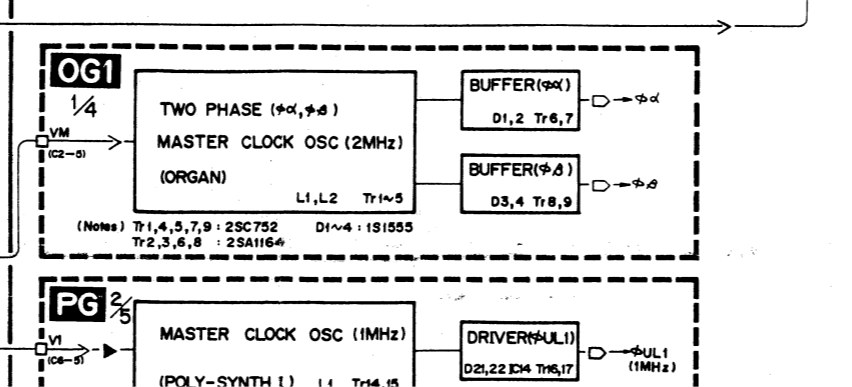 OG1
1/4
VM
(C2-5)
TWO PHASE (φα,φβ)
MASTER CLOCK OSC (2MHz)
(ORGAN)
L1,L2 Tr1~5
BUFFER(φα)
D1,2 Tr6,7
φα
BUFFER(φβ)
D3,4 Tr8,9
φβ
(Notes) Tr1,4,5,7,9 : 2SC752 D1~4 : 1S1555
Tr2,3,6,8 : 2SA1164
PG 2/5
V1
(C6-5)
MASTER CLOCK OSC (1MHz)
(POLY-SYNTH I) L1 Tr14,15
DRIVER(φUL1)
D21,22 IC14 Tr16,17
φUL1
(1MHz)